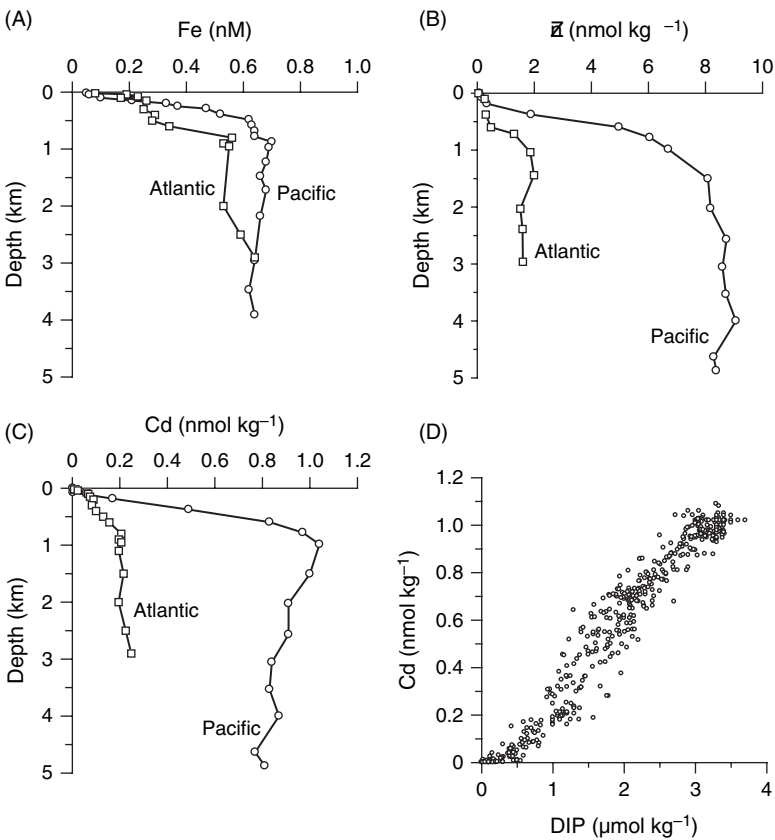 (A)
Fe (nM)
0 0.2 0.4 0.6 0.8 1.0
0
1
2
3
4
5
Depth (km)
Atlantic
Pacific
(B)
(nmol kg –1)
0 2 4 6 8 10
0
1
2
3
4
5
Depth (km)
Atlantic
Pacific
(C)
Cd (nmol kg–1)
0 0.2 0.4 0.6 0.8 1.0 1.2
0
1
2
3
4
5
Depth (km)
Atlantic
Pacific
(D)
1.2
1.0
0.8
0.6
0.4
0.2
0
Cd (nmol kg–1)
0 1 2 3 4
DIP (μmol kg–1)